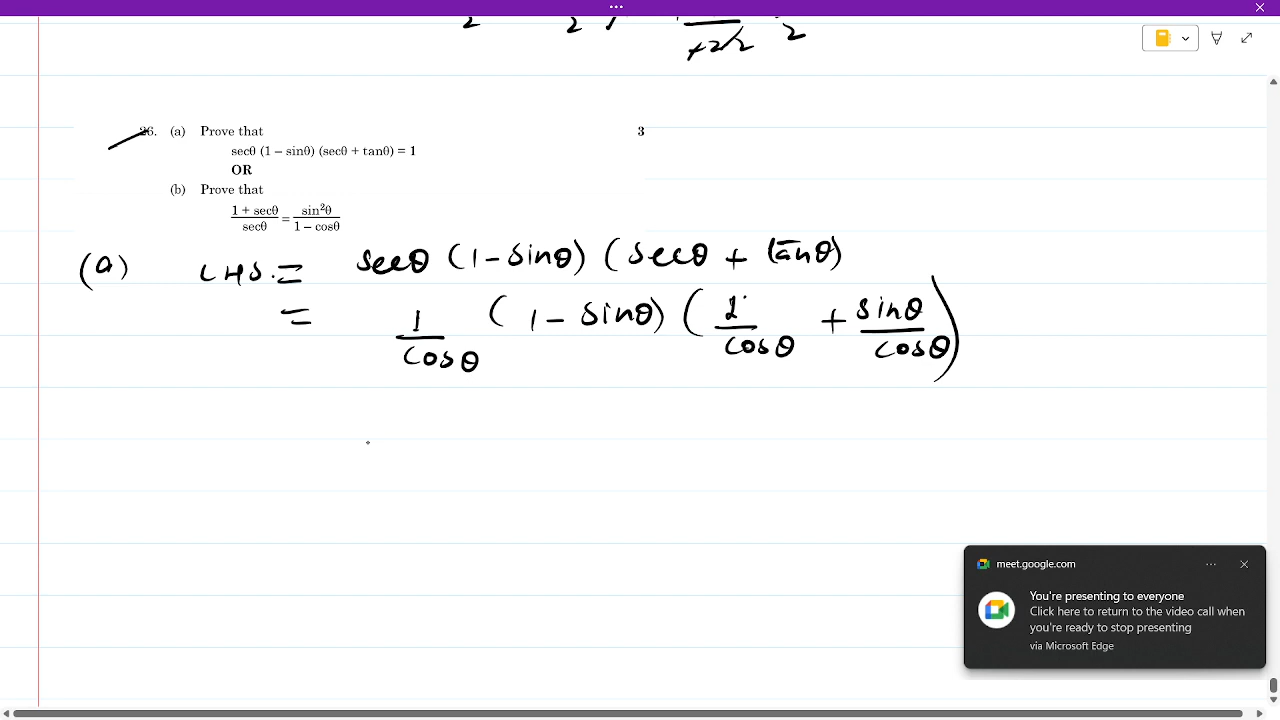 26. (a) Prove that 3
secθ (1 – sinθ) (secθ + tanθ) = 1
OR
(b) Prove that
1 + secθ / secθ = sin²θ / 1 – cosθ
(a) LHS. = secθ (1 - sinθ) (secθ + tanθ)
= 1/cosθ (1 - sinθ) (1/cosθ + sinθ/cosθ)
meet.google.com
You're presenting to everyone
Click here to return to the video call when
you're ready to stop presenting
via Microsoft Edge